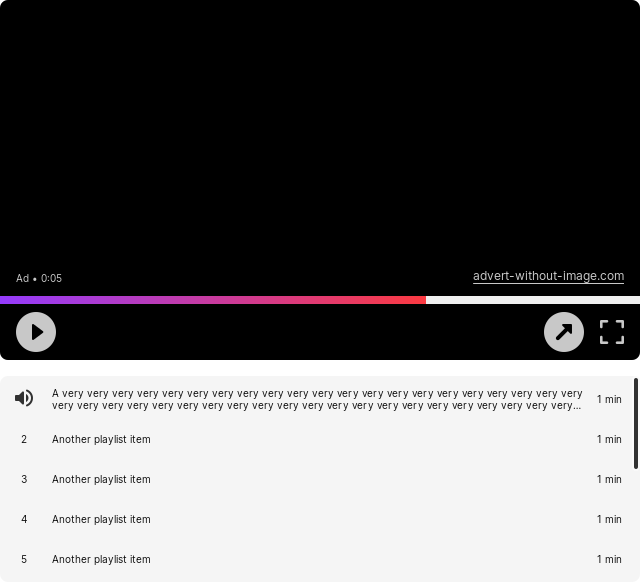 Ad • 0:05
advert-without-image.com
A very very very very very very very very very very very very very very very very very very very very very
very very very very very very very very very very very very very very very very very very very very very...
1 min
2 Another playlist item 1 min
3 Another playlist item 1 min
4 Another playlist item 1 min
5 Another playlist item 1 min